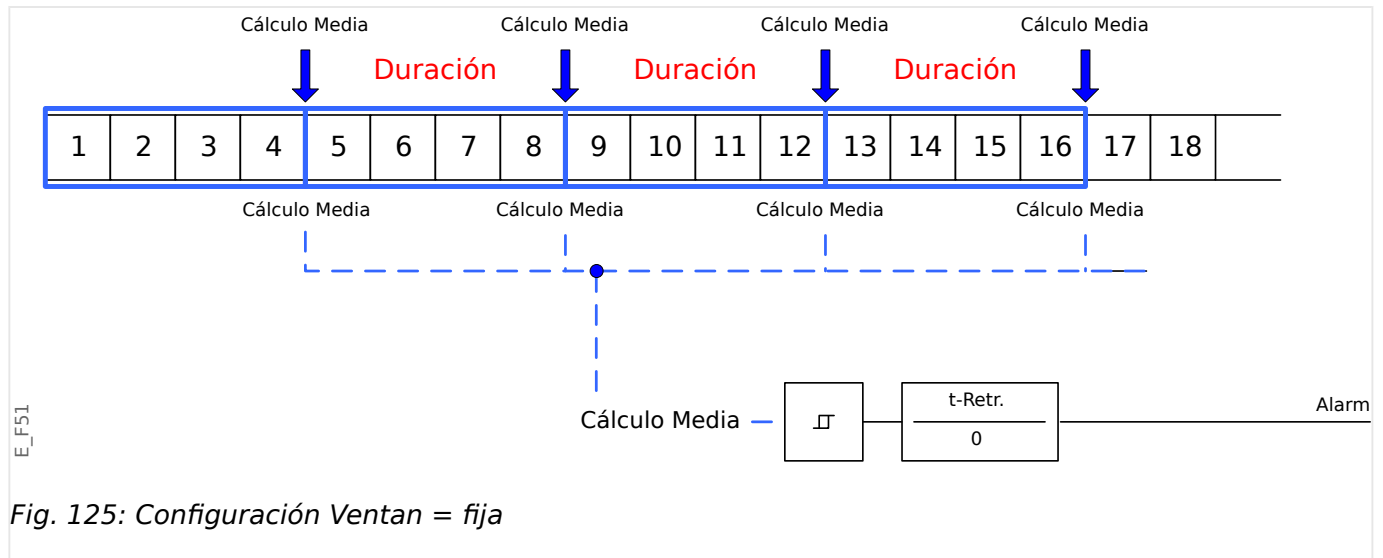 Cálculo Media Cálculo Media Cálculo Media Cálculo Media
Duración Duración Duración
1 2 3 4 5 6 7 8 9 10 11 12 13 14 15 16 17 18
Cálculo Media Cálculo Media Cálculo Media Cálculo Media
t-Retr.
Alarm
Cálculo Media
0
E_F51
Fig. 125: Configuración Ventan = fija